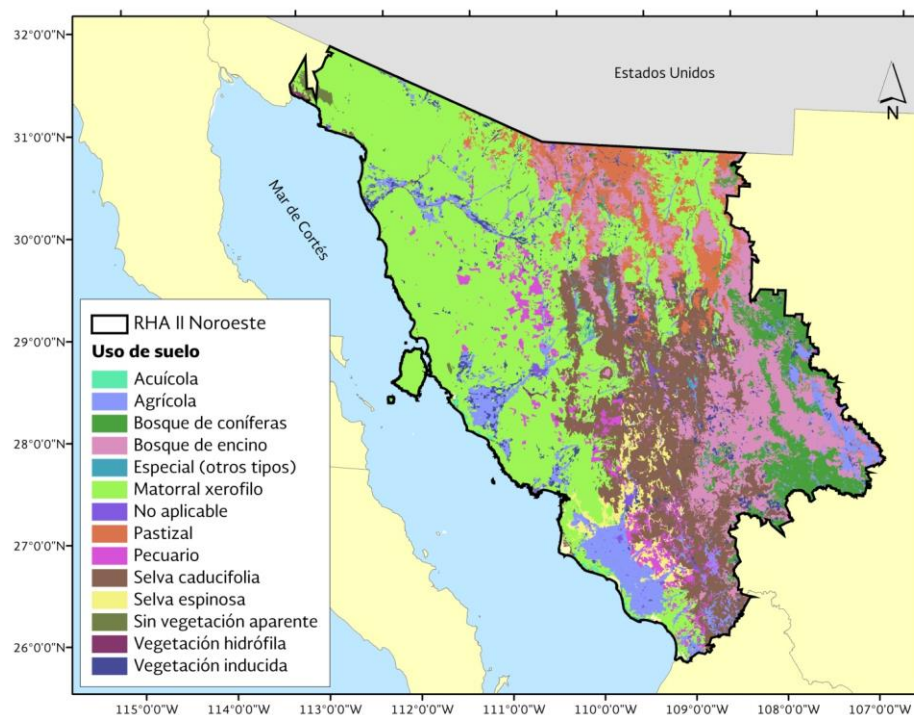 32°0'0"N
31°0'0"N
30°0'0"N
29°0'0"N
28°0'0"N
27°0'0"N
26°0'0"N
Estados Unidos
N
Mar de Cortés
RHA II Noroeste
Uso de suelo
Acuícola
Agrícola
Bosque de coníferas
Bosque de encino
Especial (otros tipos)
Matorral xerofilo
No aplicable
Pastizal
Pecuario
Selva caducifolia
Selva espinosa
Sin vegetación aparente
Vegetación hidrófila
Vegetación inducida
115°0'0"W 114°0'0"W 113°0'0"W 112°0'0"W 111°0'0"W 110°0'0"W 109°0'0"W 108°0'0"W 107°0'0"W